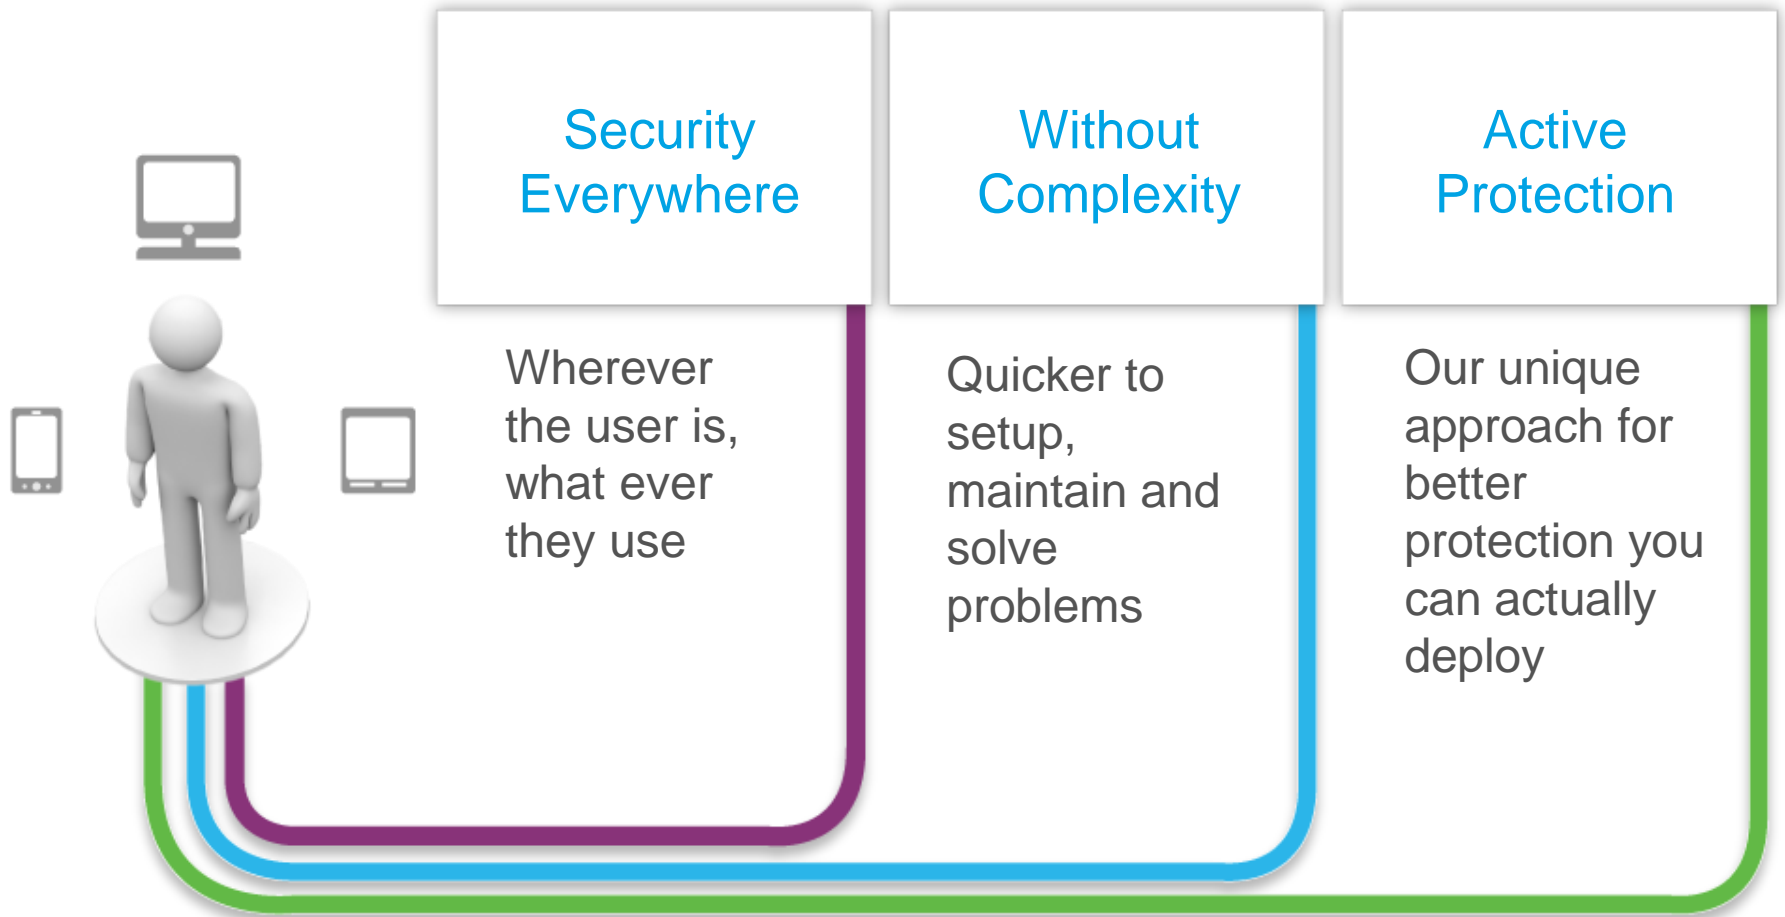 Security
Everywhere
Without
Complexity
Active
Protection
Wherever
the user is,
what ever
they use
Quicker to
setup,
maintain and
solve
problems
Our unique
approach for
better
protection you
can actually
deploy